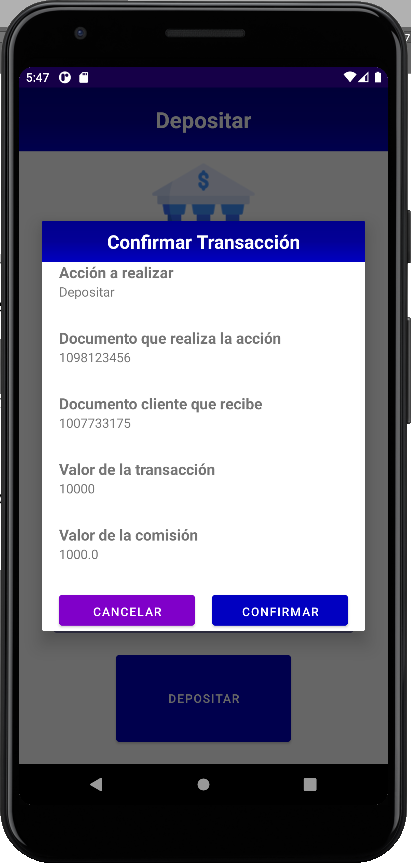 7
5:47
Depositar
$
Confirmar Transacción
Acción a realizar
Depositar
Documento que realiza la acción
1098123456
Documento cliente que recibe
1007733175
Valor de la transacción
10000
Valor de la comisión
1000.0
CANCELAR CONFIRMAR
DEPOSITAR